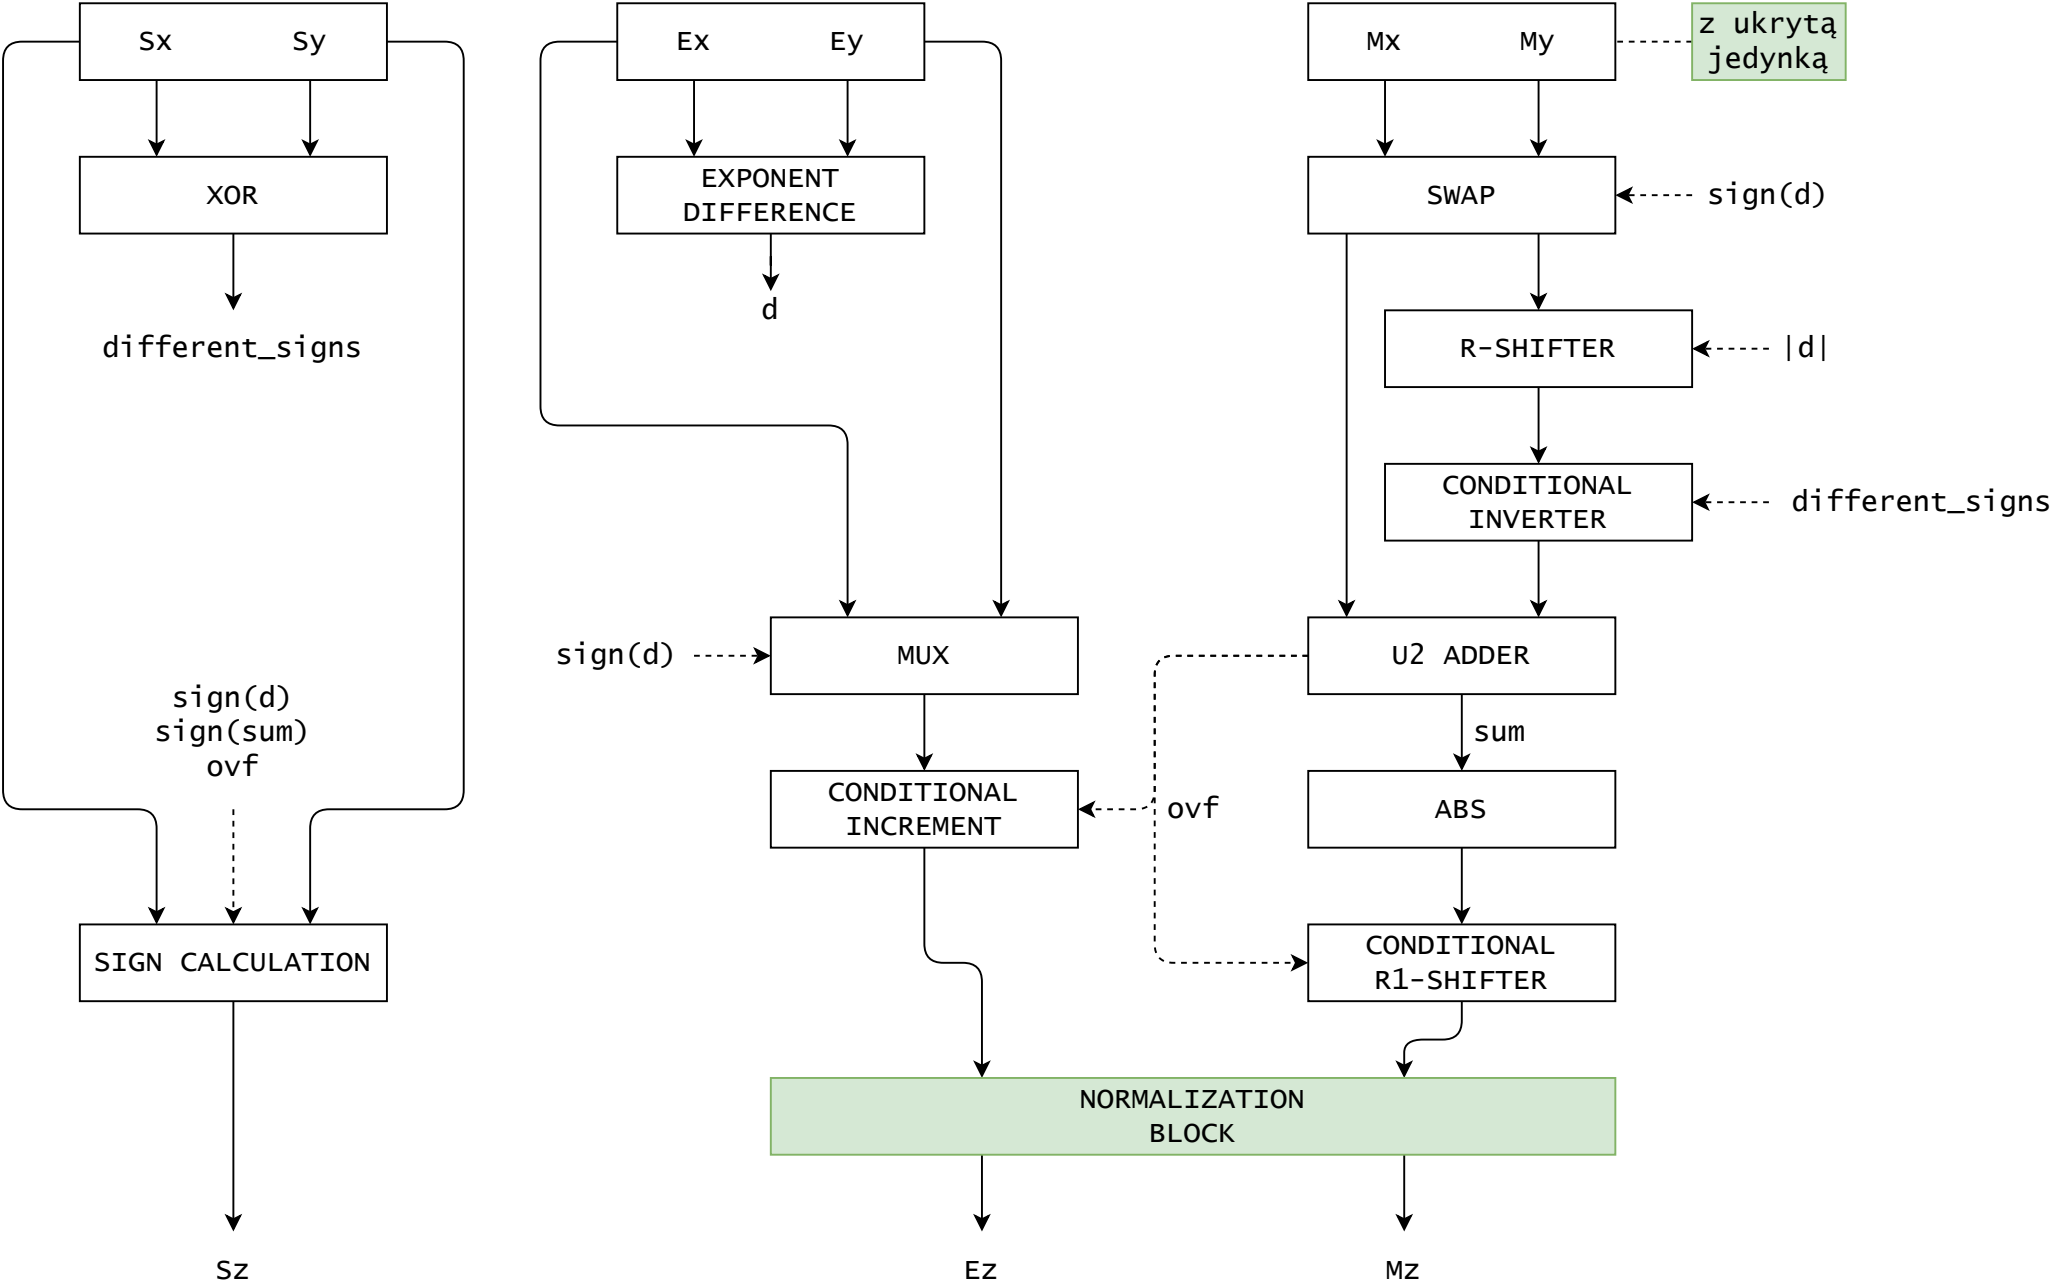 Sx Sy
Ex Ey
Mx My
z ukrytą
jedynką
XOR
EXPONENT
DIFFERENCE
SWAP
sign(d)
d
different_signs
R-SHIFTER
|d|
CONDITIONAL
INVERTER
different_signs
sign(d)
MUX
U2 ADDER
sign(d)
sign(sum)
ovf
sum
CONDITIONAL
INCREMENT
ovf
ABS
SIGN CALCULATION
CONDITIONAL
R1-SHIFTER
NORMALIZATION
BLOCK
Sz
Ez
Mz